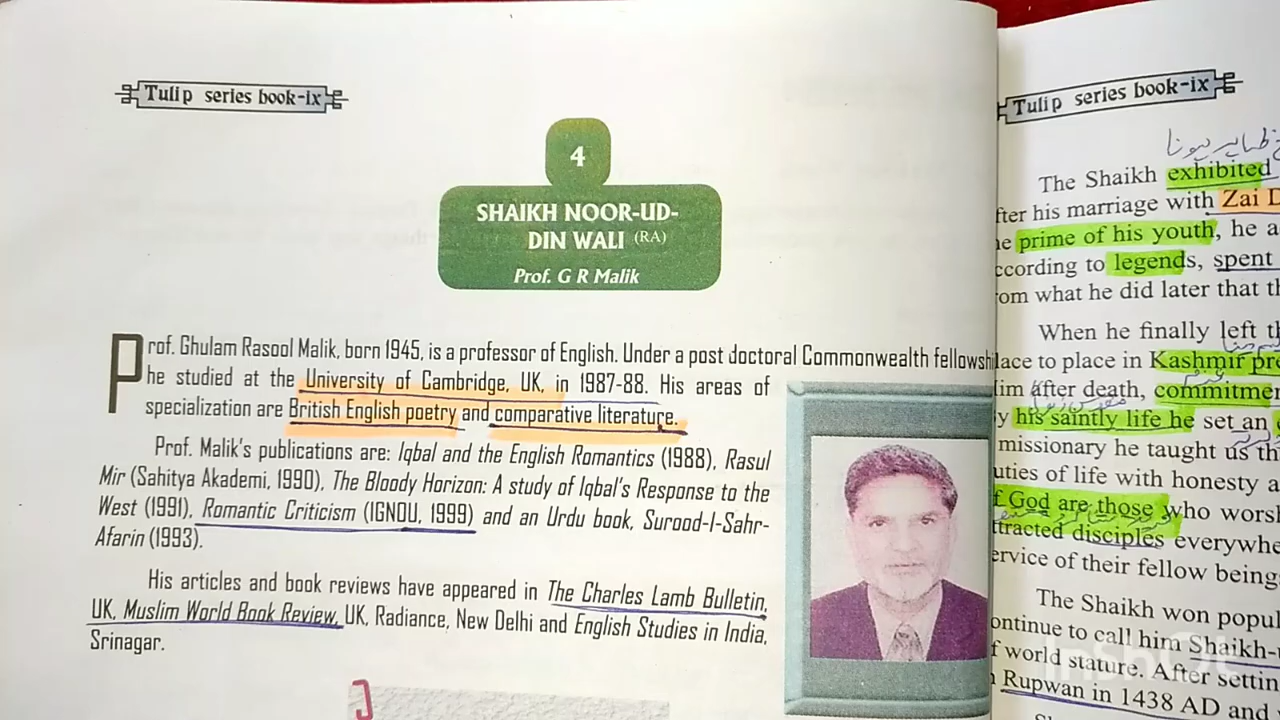 Tulip series book-ix
4
SHAIKH NOOR-UD-
DIN WALI (RA)
Prof. G R Malik
Prof. Ghulam Rasool Malik, born 1945, is a professor of English. Under a post doctoral Commonwealth fellowshi
he studied at the University of Cambridge, UK, in 1987-88. His areas of
specialization are British English poetry and comparative literature.
Prof. Malik's publications are: Iqbal and the English Romantics (1988), Rasul
Mir (Sahitya Akademi, 1990), The Bloody Horizon: A study of Iqbal's Response to the
West (1991), Romantic Criticism (IGNOU, 1999) and an Urdu book, Surood-I-Sahr-
Afarin (1993).
His articles and book reviews have appeared in The Charles Lamb Bulletin,
UK, Muslim World Book Review, UK, Radiance, New Delhi and English Studies in India,
Srinagar.
Tulip series book-ix
The Shaikh exhibited
fter his marriage with Zai D
prime of his youth, he a
ccording to legends, spent
om what he did later that th
When he finally left th
lace to place in Kashmir pre
im after death, commitmen
y his saintly life he set an
missionary he taught us th
uties of life with honesty a
f God are those who worsh
ttracted disciples everywhe
ervice of their fellow being
The Shaikh won popul
ontinue to call him Shaikh-u
f world stature. After settin
Rupwan in 1438 AD and
InShOt